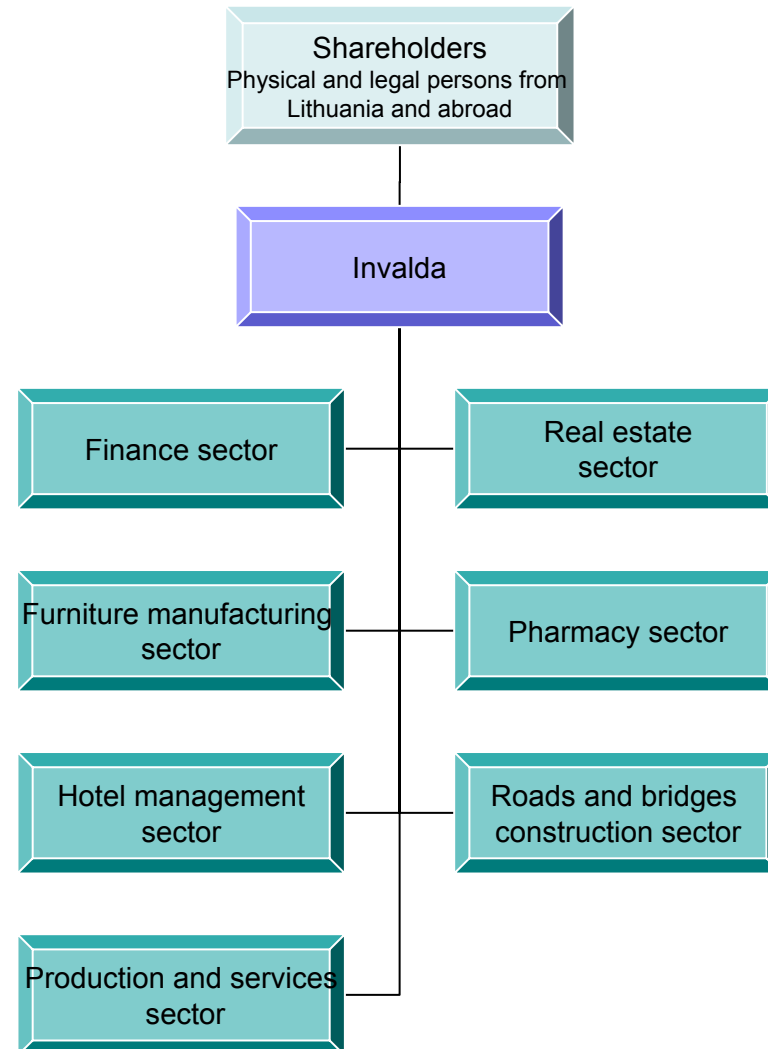 Shareholders
Physical and legal persons from
Lithuania and abroad
Invalda
Finance sector
Real estate
sector
Furniture manufacturing
sector
Pharmacy sector
Hotel management
sector
Roads and bridges
construction sector
Production and services
sector